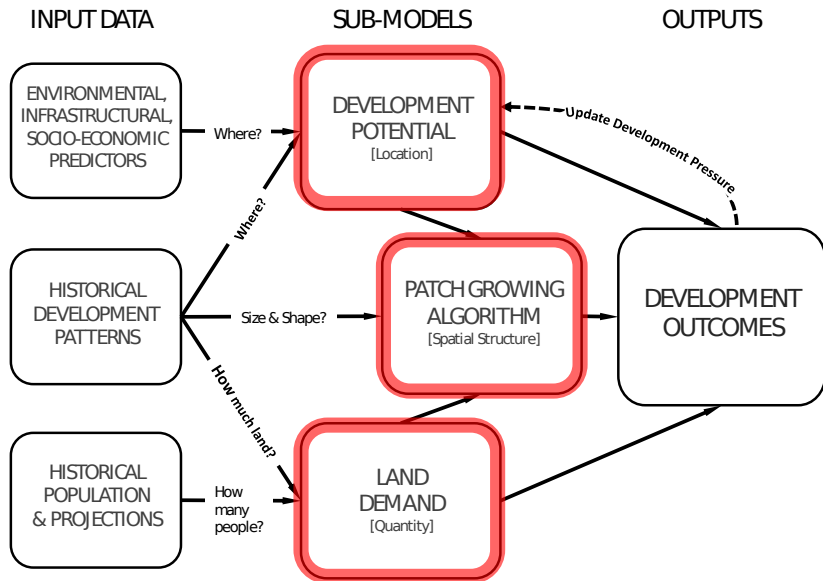 INPUT DATA
SUB-MODELS
OUTPUTS
ENVIRONMENTAL,
INFRASTRUCTURAL,
SOCIO-ECONOMIC
PREDICTORS
Where?
DEVELOPMENT
POTENTIAL
[Location]
Update Development Pressure
Where?
HISTORICAL
DEVELOPMENT
PATTERNS
Size & Shape?
PATCH GROWING
ALGORITHM
[Spatial Structure]
DEVELOPMENT
OUTCOMES
How much land?
HISTORICAL
POPULATION
& PROJECTIONS
How
many
people?
LAND
DEMAND
[Quantity]